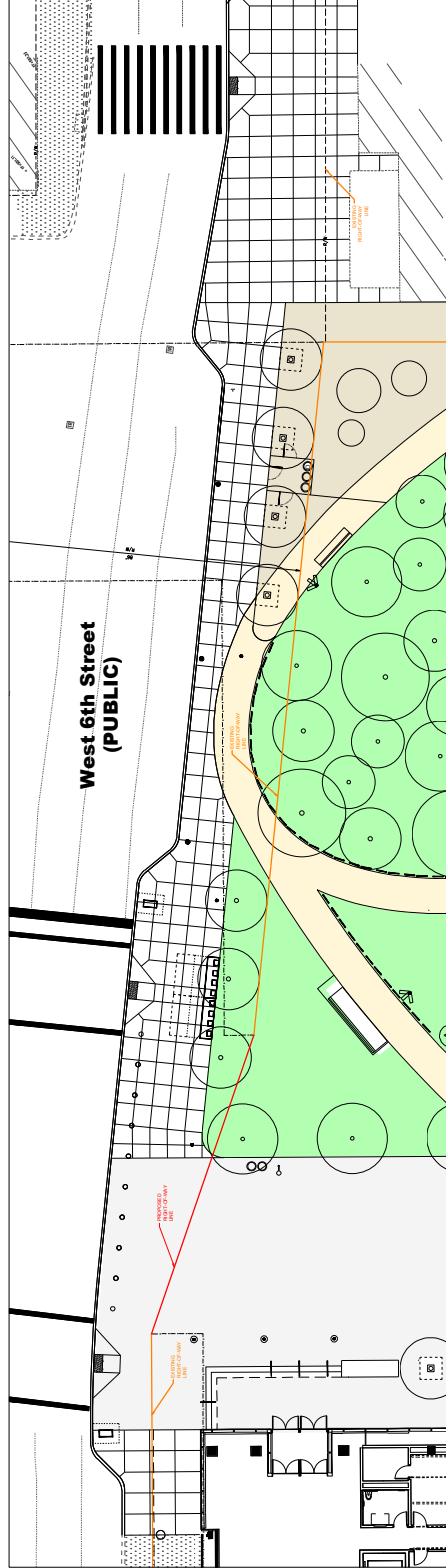 EXISTING
RIGHT-OF-WAY
LINE
R/W
96'
R/W
West 6th Street
(PUBLIC)
EXISTING
RIGHT-OF-WAY
LINE
PROPOSED
RIGHT-OF-WAY
LINE
EXISTING
RIGHT-OF-WAY
LINE